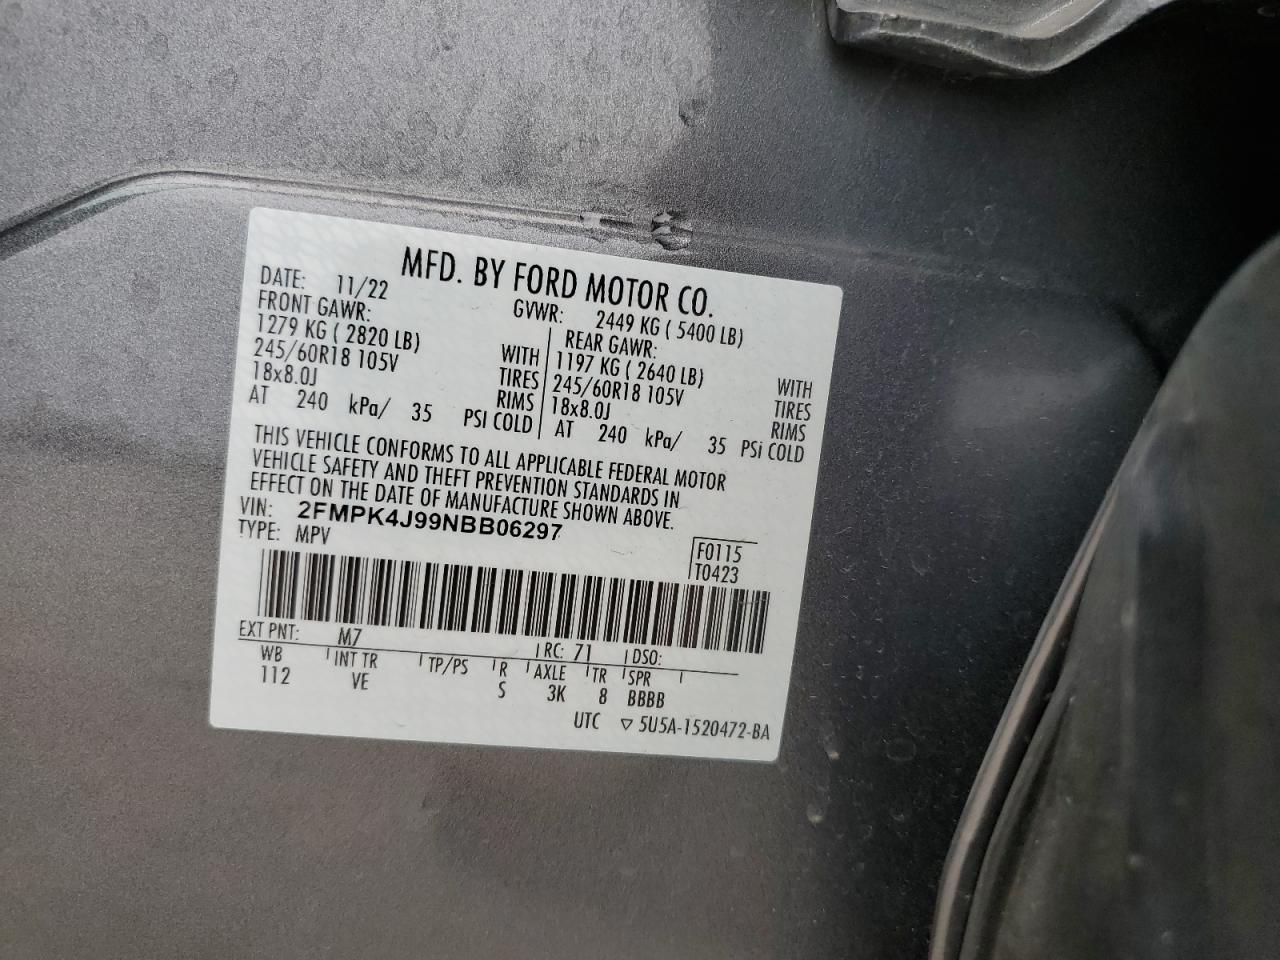 MFD. BY FORD MOTOR CO.
DATE: 11/22 GVWR: 2449 KG ( 5400 LB)
FRONT GAWR: REAR GAWR:
1279 KG ( 2820 LB) WITH 1197 KG ( 2640 LB) WITH
245/60R18 105V TIRES 245/60R18 105V TIRES
18x8.0J RIMS 18x8.0J RIMS
AT 240 kPa/ 35 PSI COLD AT 240 kPa/ 35 PSi COLD
THIS VEHICLE CONFORMS TO ALL APPLICABLE FEDERAL MOTOR
VEHICLE SAFETY AND THEFT PREVENTION STANDARDS IN
EFFECT ON THE DATE OF MANUFACTURE SHOWN ABOVE.
VIN: 2FMPK4J99NBB06297
TYPE: MPV
F0115
T0423
EXT PNT: M7 RC: 71 DSO:
WB INT TR TP/PS R AXLE TR SPR
112 VE S 3K 8 BBBB
UTC ▽ 5U5A-1520472-BA